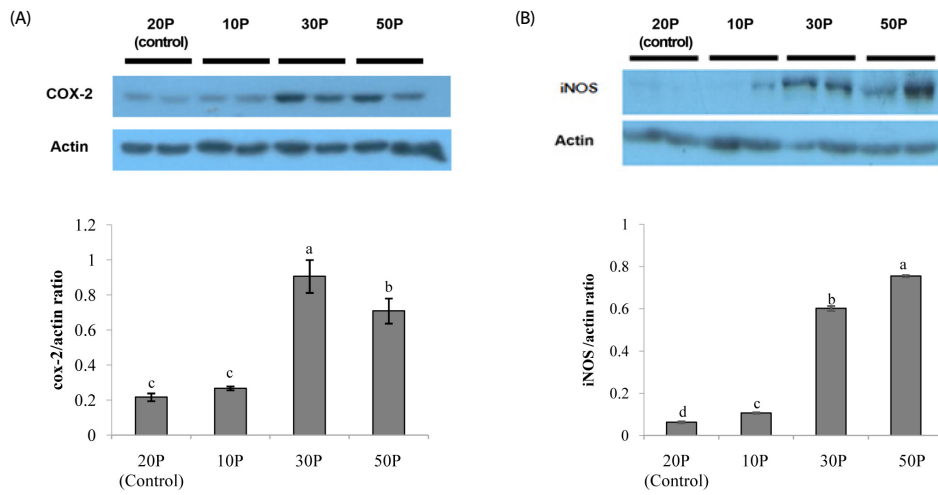 (A)
20P
(control)
10P
30P
50P
COX-2
Actin
1.2
1
0.8
0.6
0.4
0.2
0
cox-2/actin ratio
c
c
a
b
20P
(Control)
10P
30P
50P
(B)
20P
(control)
10P
30P
50P
iNOS
Actin
1
0.8
0.6
0.4
0.2
0
iNOS /actin ratio
d
c
b
a
20P
(Control)
10P
30P
50P